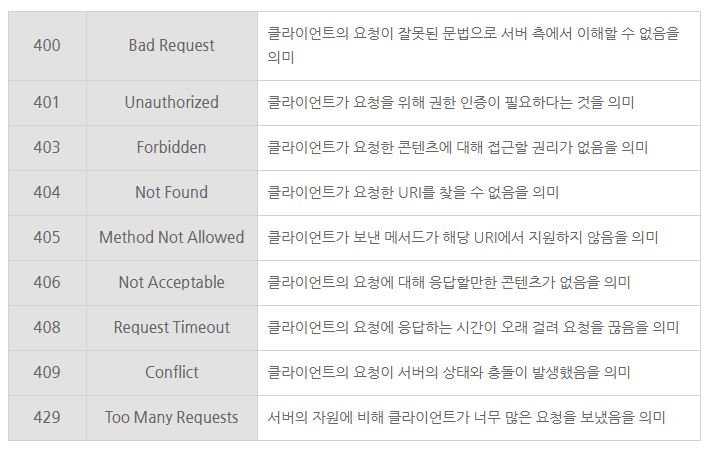 400 Bad Request 클라이언트의 요청이 잘못된 문법으로 서버 측에서 이해할 수 없음을
의미
401 Unauthorized 클라이언트가 요청을 위해 권한 인증이 필요하다는 것을 의미
403 Forbidden 클라이언트가 요청한 콘텐츠에 대해 접근할 권리가 없음을 의미
404 Not Found 클라이언트가 요청한 URI를 찾을 수 없음을 의미
405 Method Not Allowed 클라이언트가 보낸 메서드가 해당 URI에서 지원하지 않음을 의미
406 Not Acceptable 클라이언트의 요청에 대해 응답할만한 콘텐츠가 없음을 의미
408 Request Timeout 클라이언트의 요청에 응답하는 시간이 오래 걸려 요청을 끊음을 의미
409 Conflict 클라이언트의 요청이 서버의 상태와 충돌이 발생했음을 의미
429 Too Many Requests 서버의 자원에 비해 클라이언트가 너무 많은 요청을 보냈음을 의미